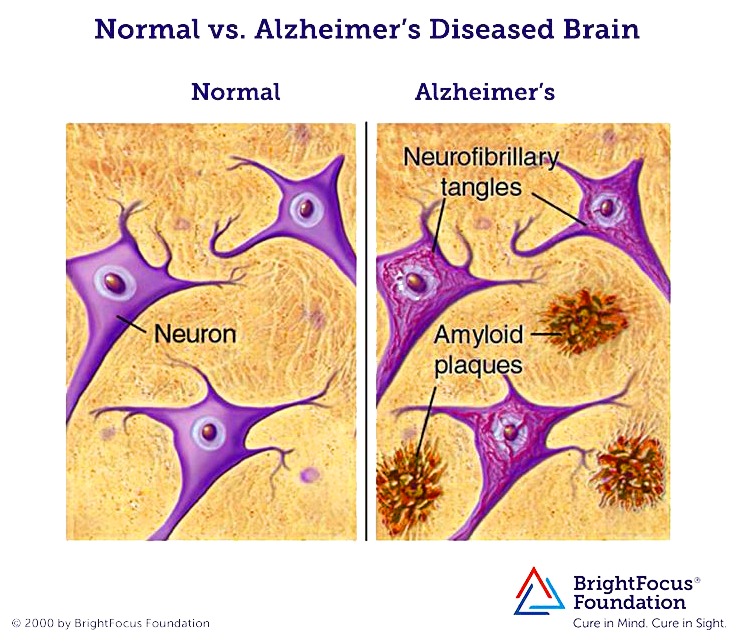 Normal vs. Alzheimer's Diseased Brain
Normal
Alzheimer's
Neuron
Neurofibrillary
tangles
Amyloid
plaques
BrightFocus®
Foundation
Cure in Mind. Cure in Sight.
© 2000 by BrightFocus Foundation